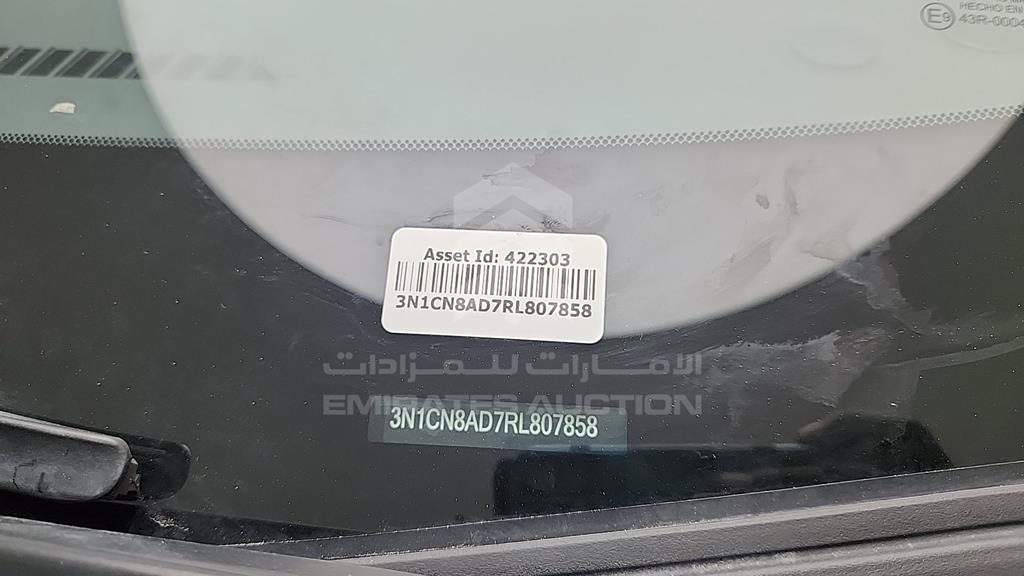 HECHO EN
E9 43R-0004
Asset Id: 422303
3N1CN8AD7RL807858
الامارات للمزادات
EMIRATES AUCTION
3N1CN8AD7RL807858